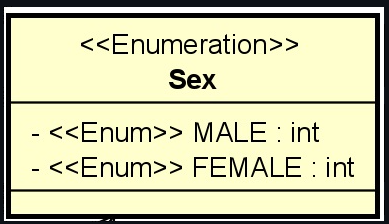 <<Enumeration>>
Sex
- <<Enum>> MALE : int
- <<Enum>> FEMALE : int